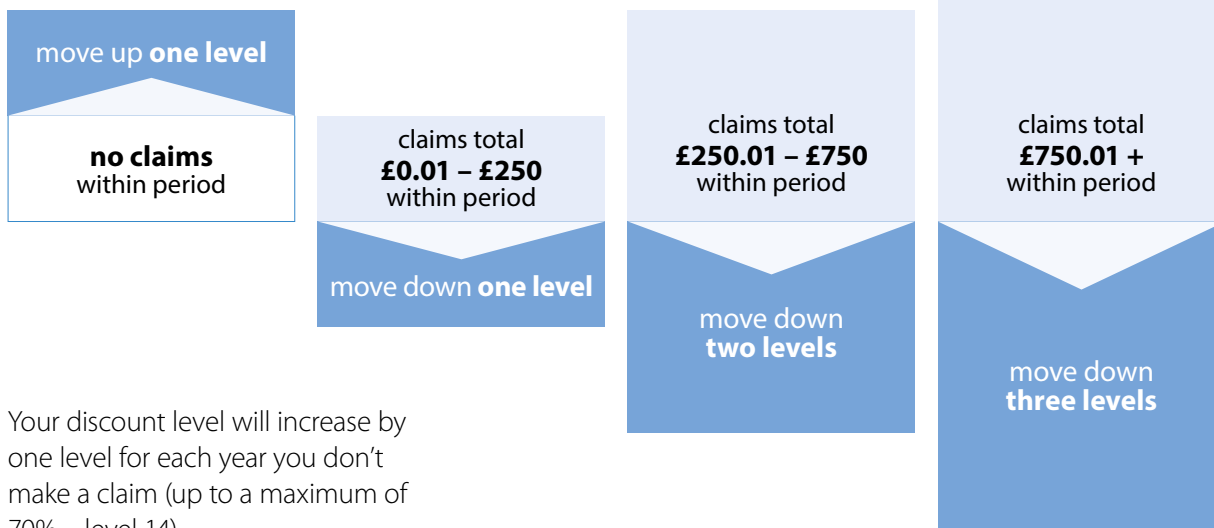 move up one level
no claims
within period
claims total
£0.01 – £250
within period
move down one level
claims total
£250.01 – £750
within period
move down
two levels
claims total
£750.01 +
within period
move down
three levels
Your discount level will increase by
one level for each year you don’t
make a claim (up to a maximum of
70% – level 14)